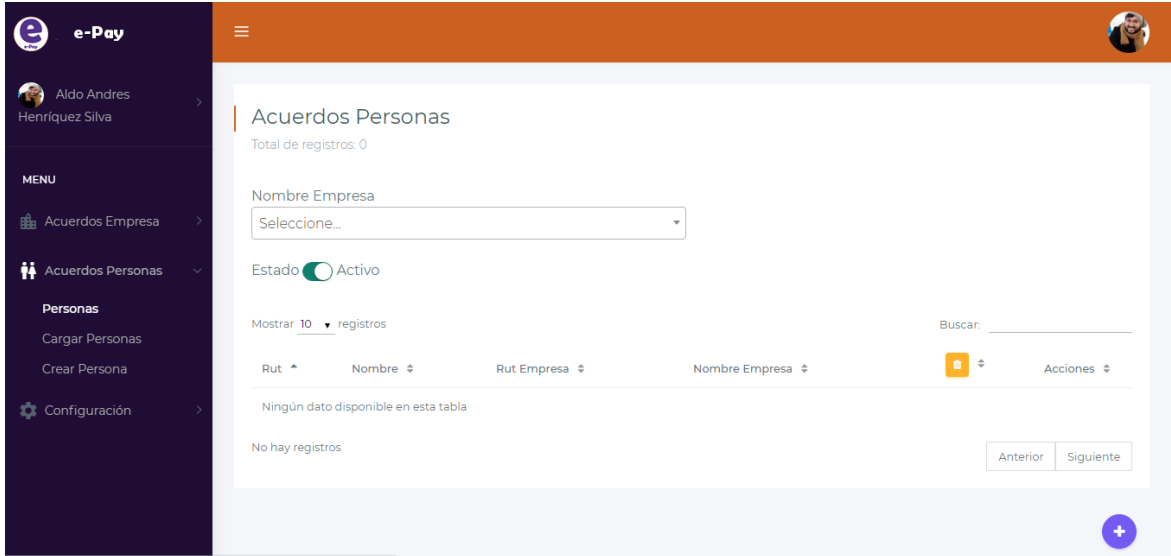 e
e-Pay
e-Pay
Aldo Andres
Henríquez Silva
MENU
Acuerdos Empresa
Acuerdos Personas
Personas
Cargar Personas
Crear Persona
Configuración
Acuerdos Personas
Total de registros: 0
Nombre Empresa
Seleccione...
Estado Activo
Mostrar 10 registros
Buscar:
Rut Nombre Rut Empresa Nombre Empresa Acciones
Ningún dato disponible en esta tabla
No hay registros
Anterior Siguiente